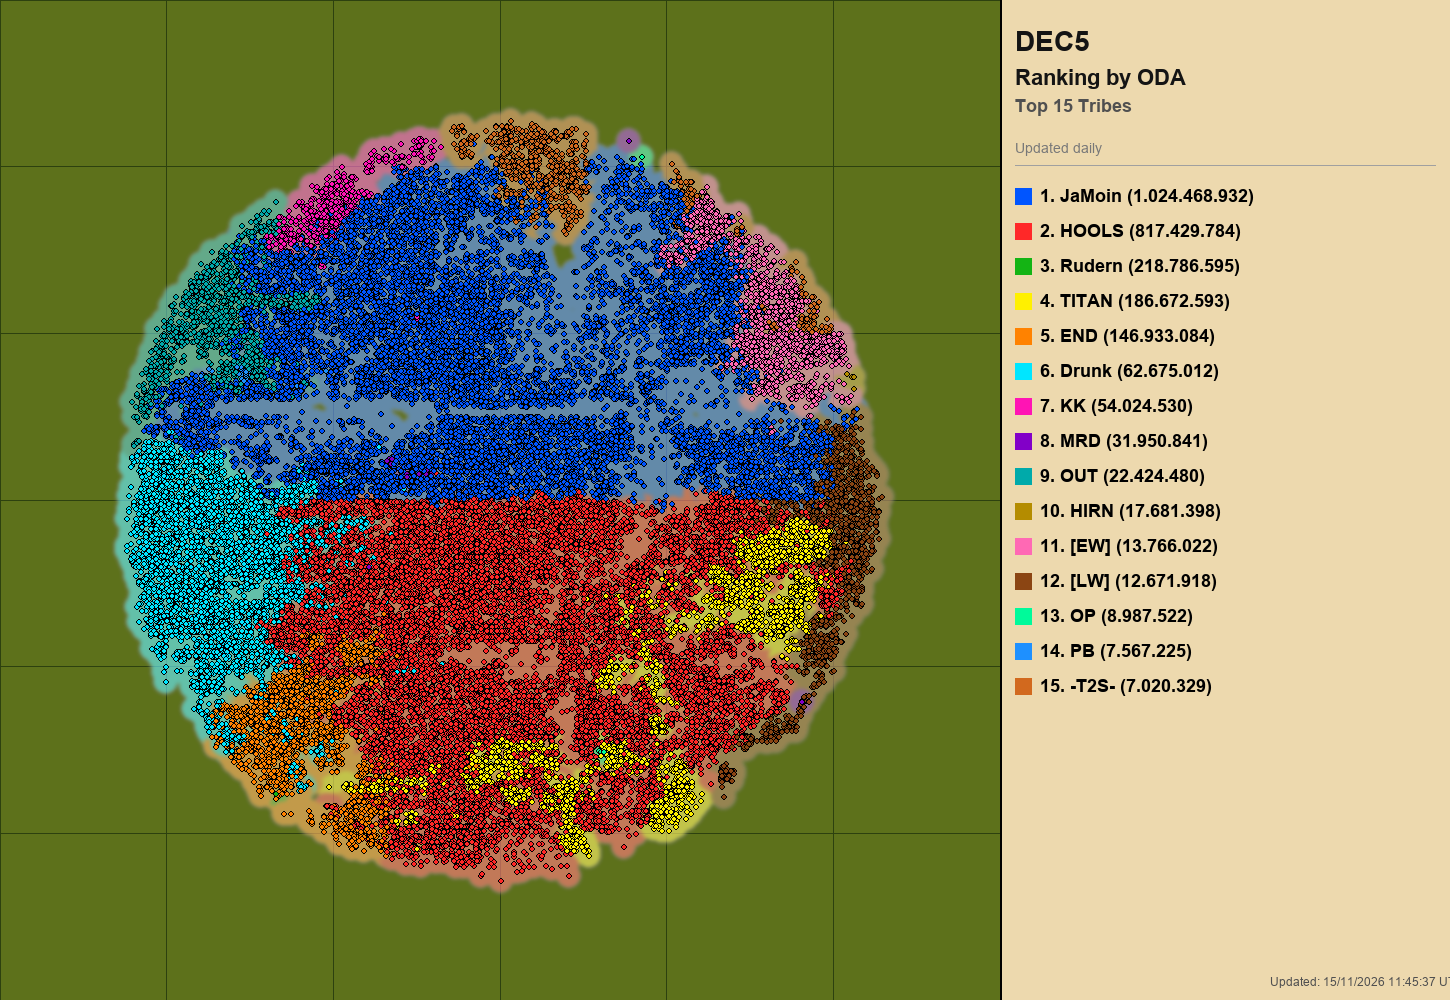 DEC5
Ranking by ODA
Top 15 Tribes
Updated daily
1. JaMoin (1.024.468.932)
2. HOOLS (817.429.784)
3. Rudern (218.786.595)
4. TITAN (186.672.593)
5. END (146.933.084)
6. Drunk (62.675.012)
7. KK (54.024.530)
8. MRD (31.950.841)
9. OUT (22.424.480)
10. HIRN (17.681.398)
11. [EW] (13.766.022)
12. [LW] (12.671.918)
13. OP (8.987.522)
14. PB (7.567.225)
15. -T2S- (7.020.329)
Updated: 15/11/2026 11:45:37